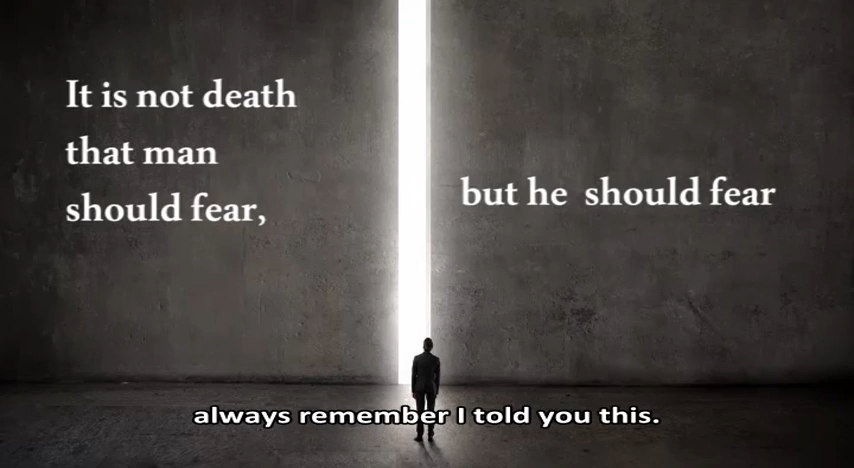 It is not death
that man
should fear,
but he should fear
always remember I told you this.